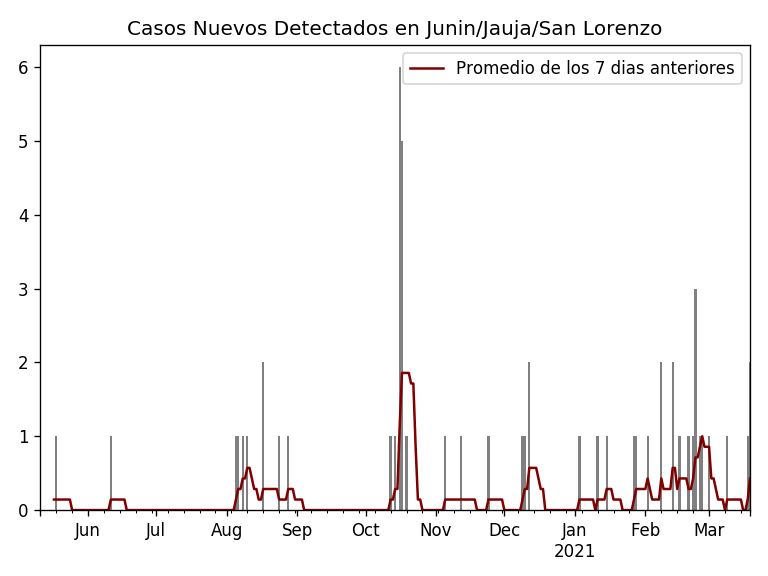 Casos Nuevos Detectados en Junin/Jauja/San Lorenzo
Promedio de los 7 dias anteriores
6
5
4
3
2
1
0
Jun Jul Aug Sep Oct Nov Dec Jan Feb Mar
2021